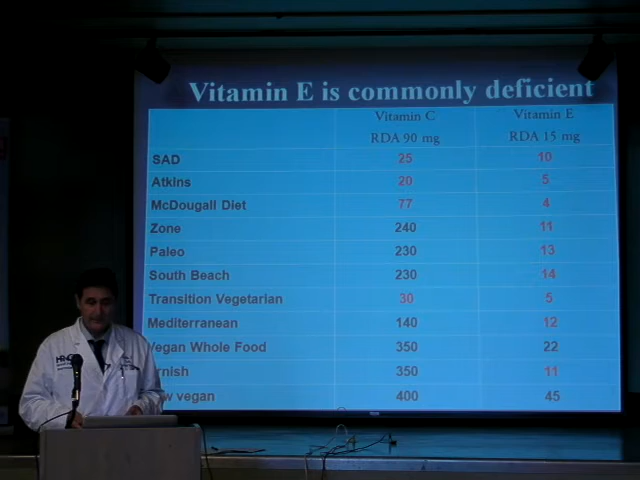 Vitamin E is commonly deficient
Vitamin C Vitamin E
RDA 90 mg RDA 15 mg
SAD 25 10
Atkins 20 5
McDougall Diet 77 4
Zone 240 11
Paleo 230 13
South Beach 230 14
Transition Vegetarian 30 5
Mediterranean 140 12
Vegan Whole Food 350 22
rnish 350 11
w vegan 400 45